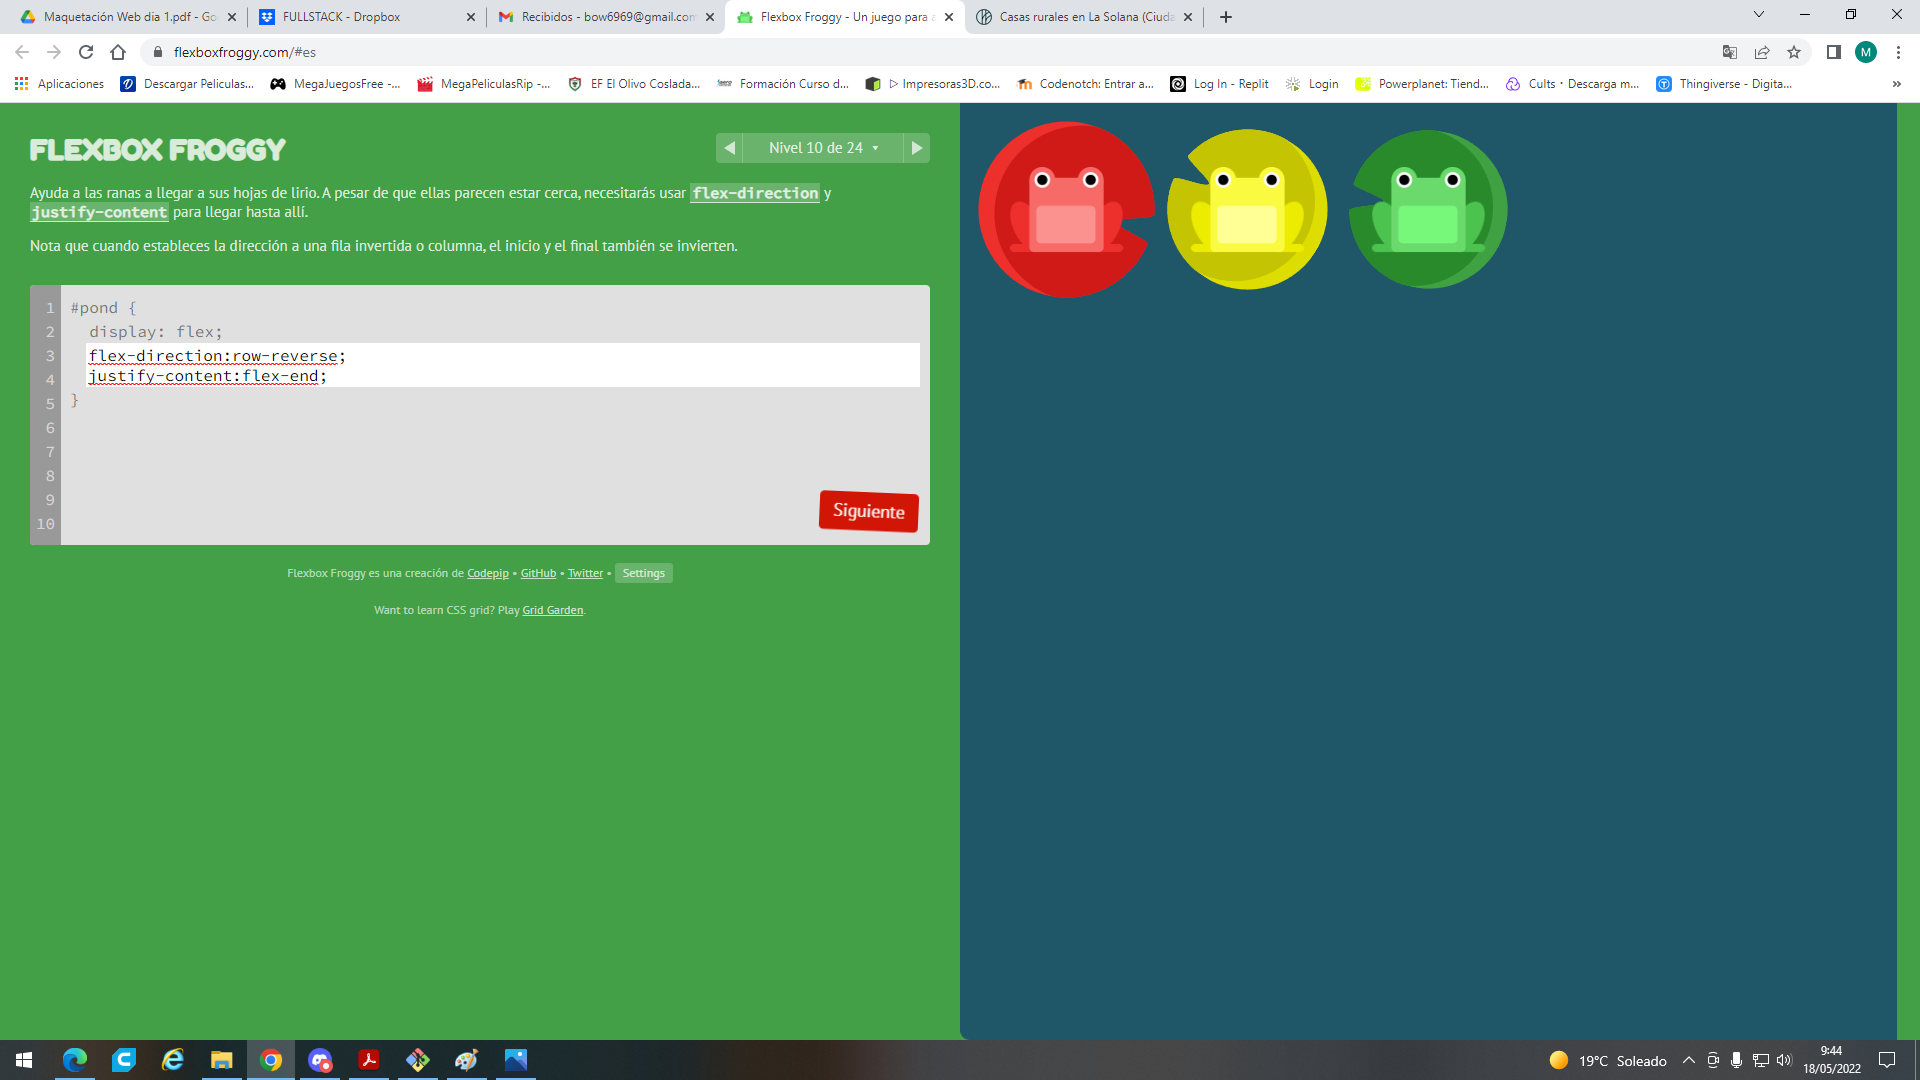 Maquetación Web dia 1.pdf - Go
FULLSTACK - Dropbox
Recibidos - bow6969@gmail.com
Flexbox Froggy - Un juego para a
Casas rurales en La Solana (Ciuda
flexboxfroggy.com/#es
M
Aplicaciones
Descargar Peliculas...
MegaJuegosFree -...
MegaPeliculasRip -...
EF El Olivo Coslada...
Formación Curso d...
▷ Impresoras3D.co...
Codenotch: Entrar a...
Log In - Replit
Login
Powerplanet: Tiend...
Cults・Descarga m...
Thingiverse - Digita...
»
FLEXBOX FROGGY
Nivel 10 de 24
Ayuda a las ranas a llegar a sus hojas de lirio. A pesar de que ellas parecen estar cerca, necesitarás usar flex-direction y
justify-content para llegar hasta allí.
Nota que cuando estableces la dirección a una fila invertida o columna, el inicio y el final también se invierten.
1 #pond {
2 display: flex;
3 flex-direction:row-reverse;
4 justify-content:flex-end;
5 }
6
7
8
9
10
Siguiente
Flexbox Froggy es una creación de Codepip • GitHub • Twitter • Settings
Want to learn CSS grid? Play Grid Garden.
19°C Soleado
9:44
18/05/2022